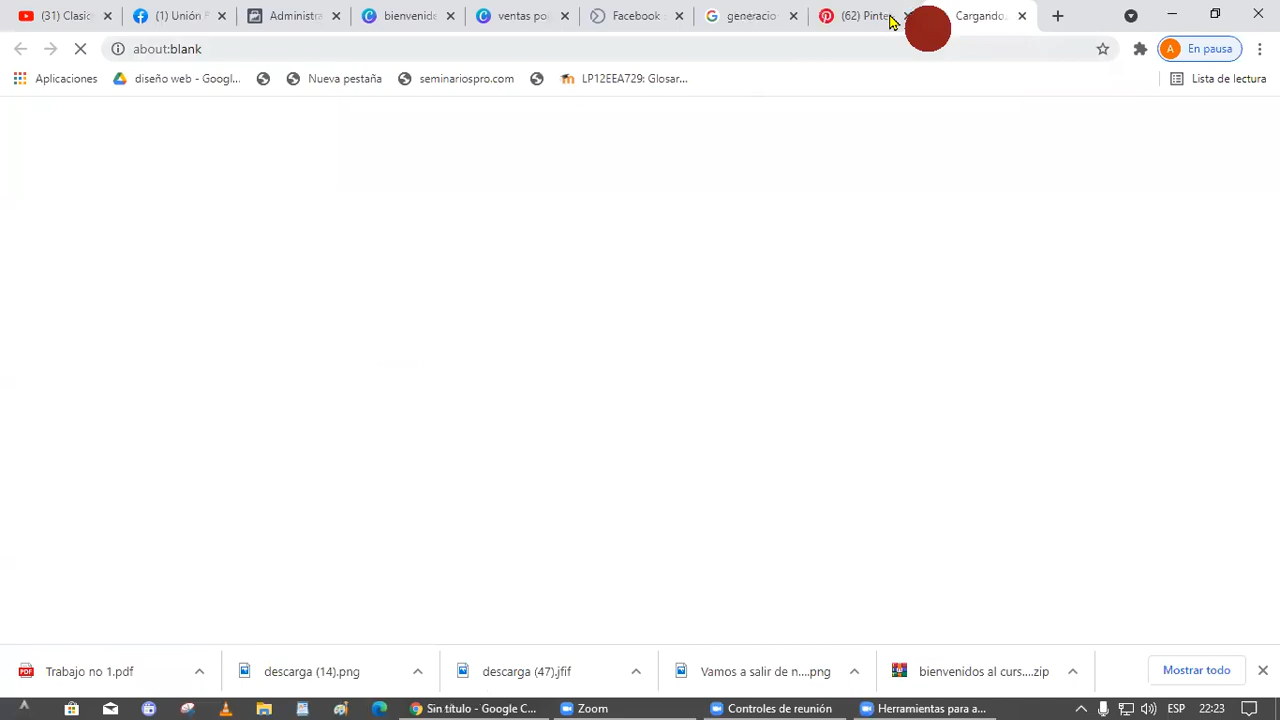 (31) Clasic
(1) Unión F
Administra
bienvenido
ventas po
Facebook
generacio
(62) Pinte
Cargando
about:blank
En pausa
Aplicaciones
diseño web - Googl...
Nueva pestaña
seminariospro.com
LP12EEA729: Glosar...
Lista de lectura
Trabajo no 1.pdf
descarga (14).png
descarga (47).jfif
Vamos a salir de n....png
bienvenidos al curs....zip
Mostrar todo
Sin título - Google C...
Zoom
Controles de reunión
Herramientas para a...
ESP
22:23